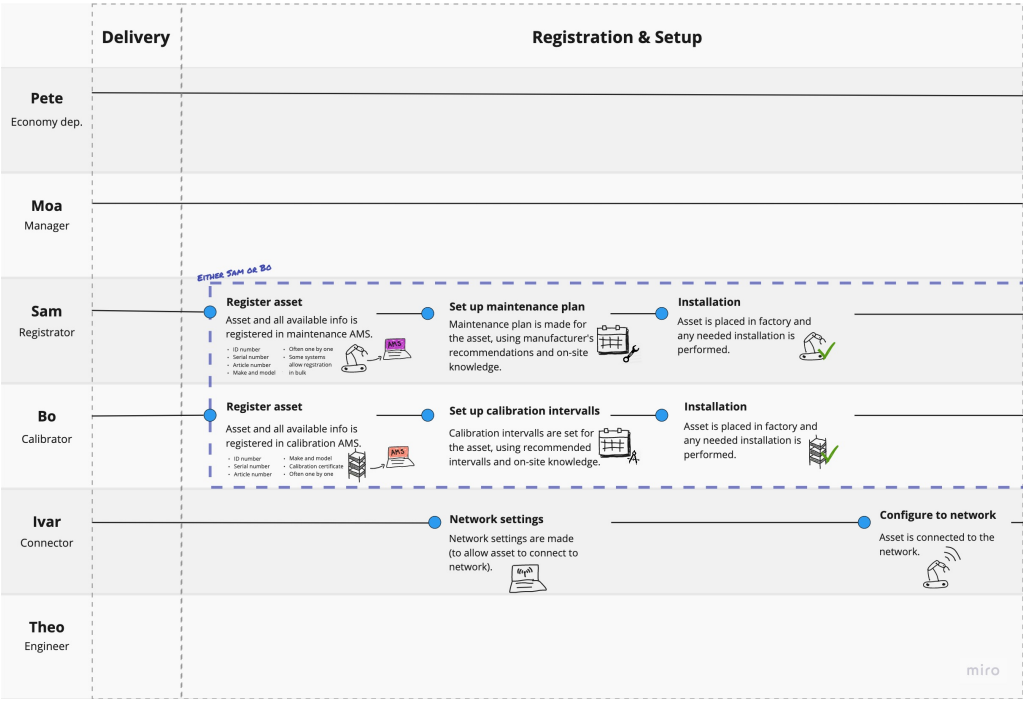 Delivery
Registration & Setup
Pete
Economy dep.
Moa
Manager
EITHER SAM OR BO
Sam
Registrator
Register asset
Asset and all available info is
registered in maintenance AMS.
• ID number
• Serial number
• Article number
• Make and model
• Often one by one
• Some systems
allow regstration
in bulk
AMS
Set up maintenance plan
Maintenance plan is made for
the asset, using manufacturer's
recommendations and on-site
knowledge.
Installation
Asset is placed in factory and
any needed installation is
performed.
Bo
Calibrator
Register asset
Asset and all available info is
registered in calibration AMS.
• ID number
• Serial number
• Article number
• Make and model
• Calibration certificate
• Often one by one
AMS
Set up calibration intervalls
Calibration intervalls are set for
the asset, using recommended
intervalls and on-site knowledge.
Installation
Asset is placed in factory and
any needed installation is
performed.
Ivar
Connector
Network settings
Network settings are made
(to allow asset to connect to
network).
Configure to network
Asset is connected to the
network.
Theo
Engineer
miro